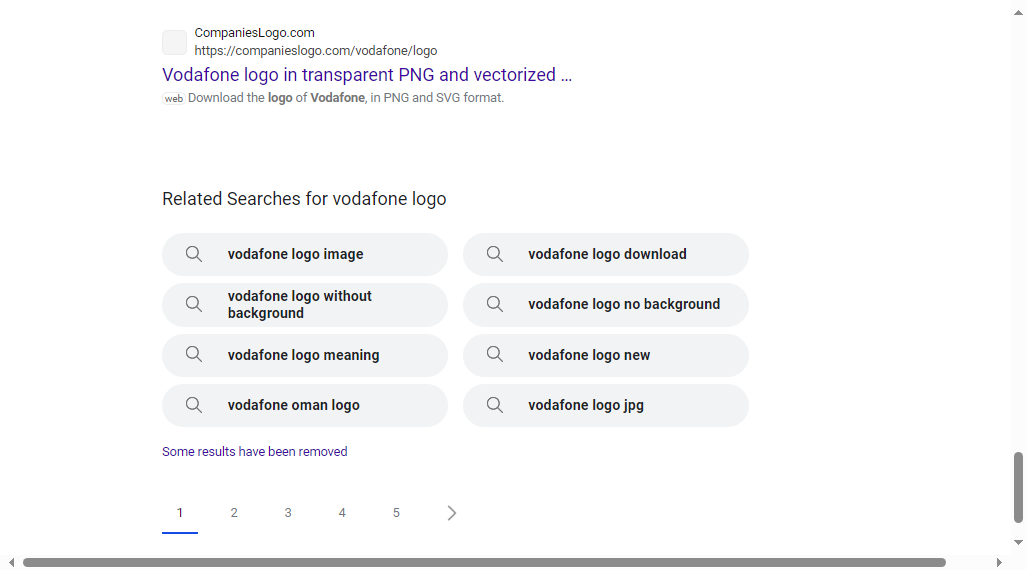 CompaniesLogo.com
https://companieslogo.com/vodafone/logo
Vodafone logo in transparent PNG and vectorized ...
web Download the logo of Vodafone, in PNG and SVG format.
Related Searches for vodafone logo
vodafone logo image
vodafone logo download
vodafone logo without
background
vodafone logo no background
vodafone logo meaning
vodafone logo new
vodafone oman logo
vodafone logo jpg
Some results have been removed
1 2 3 4 5